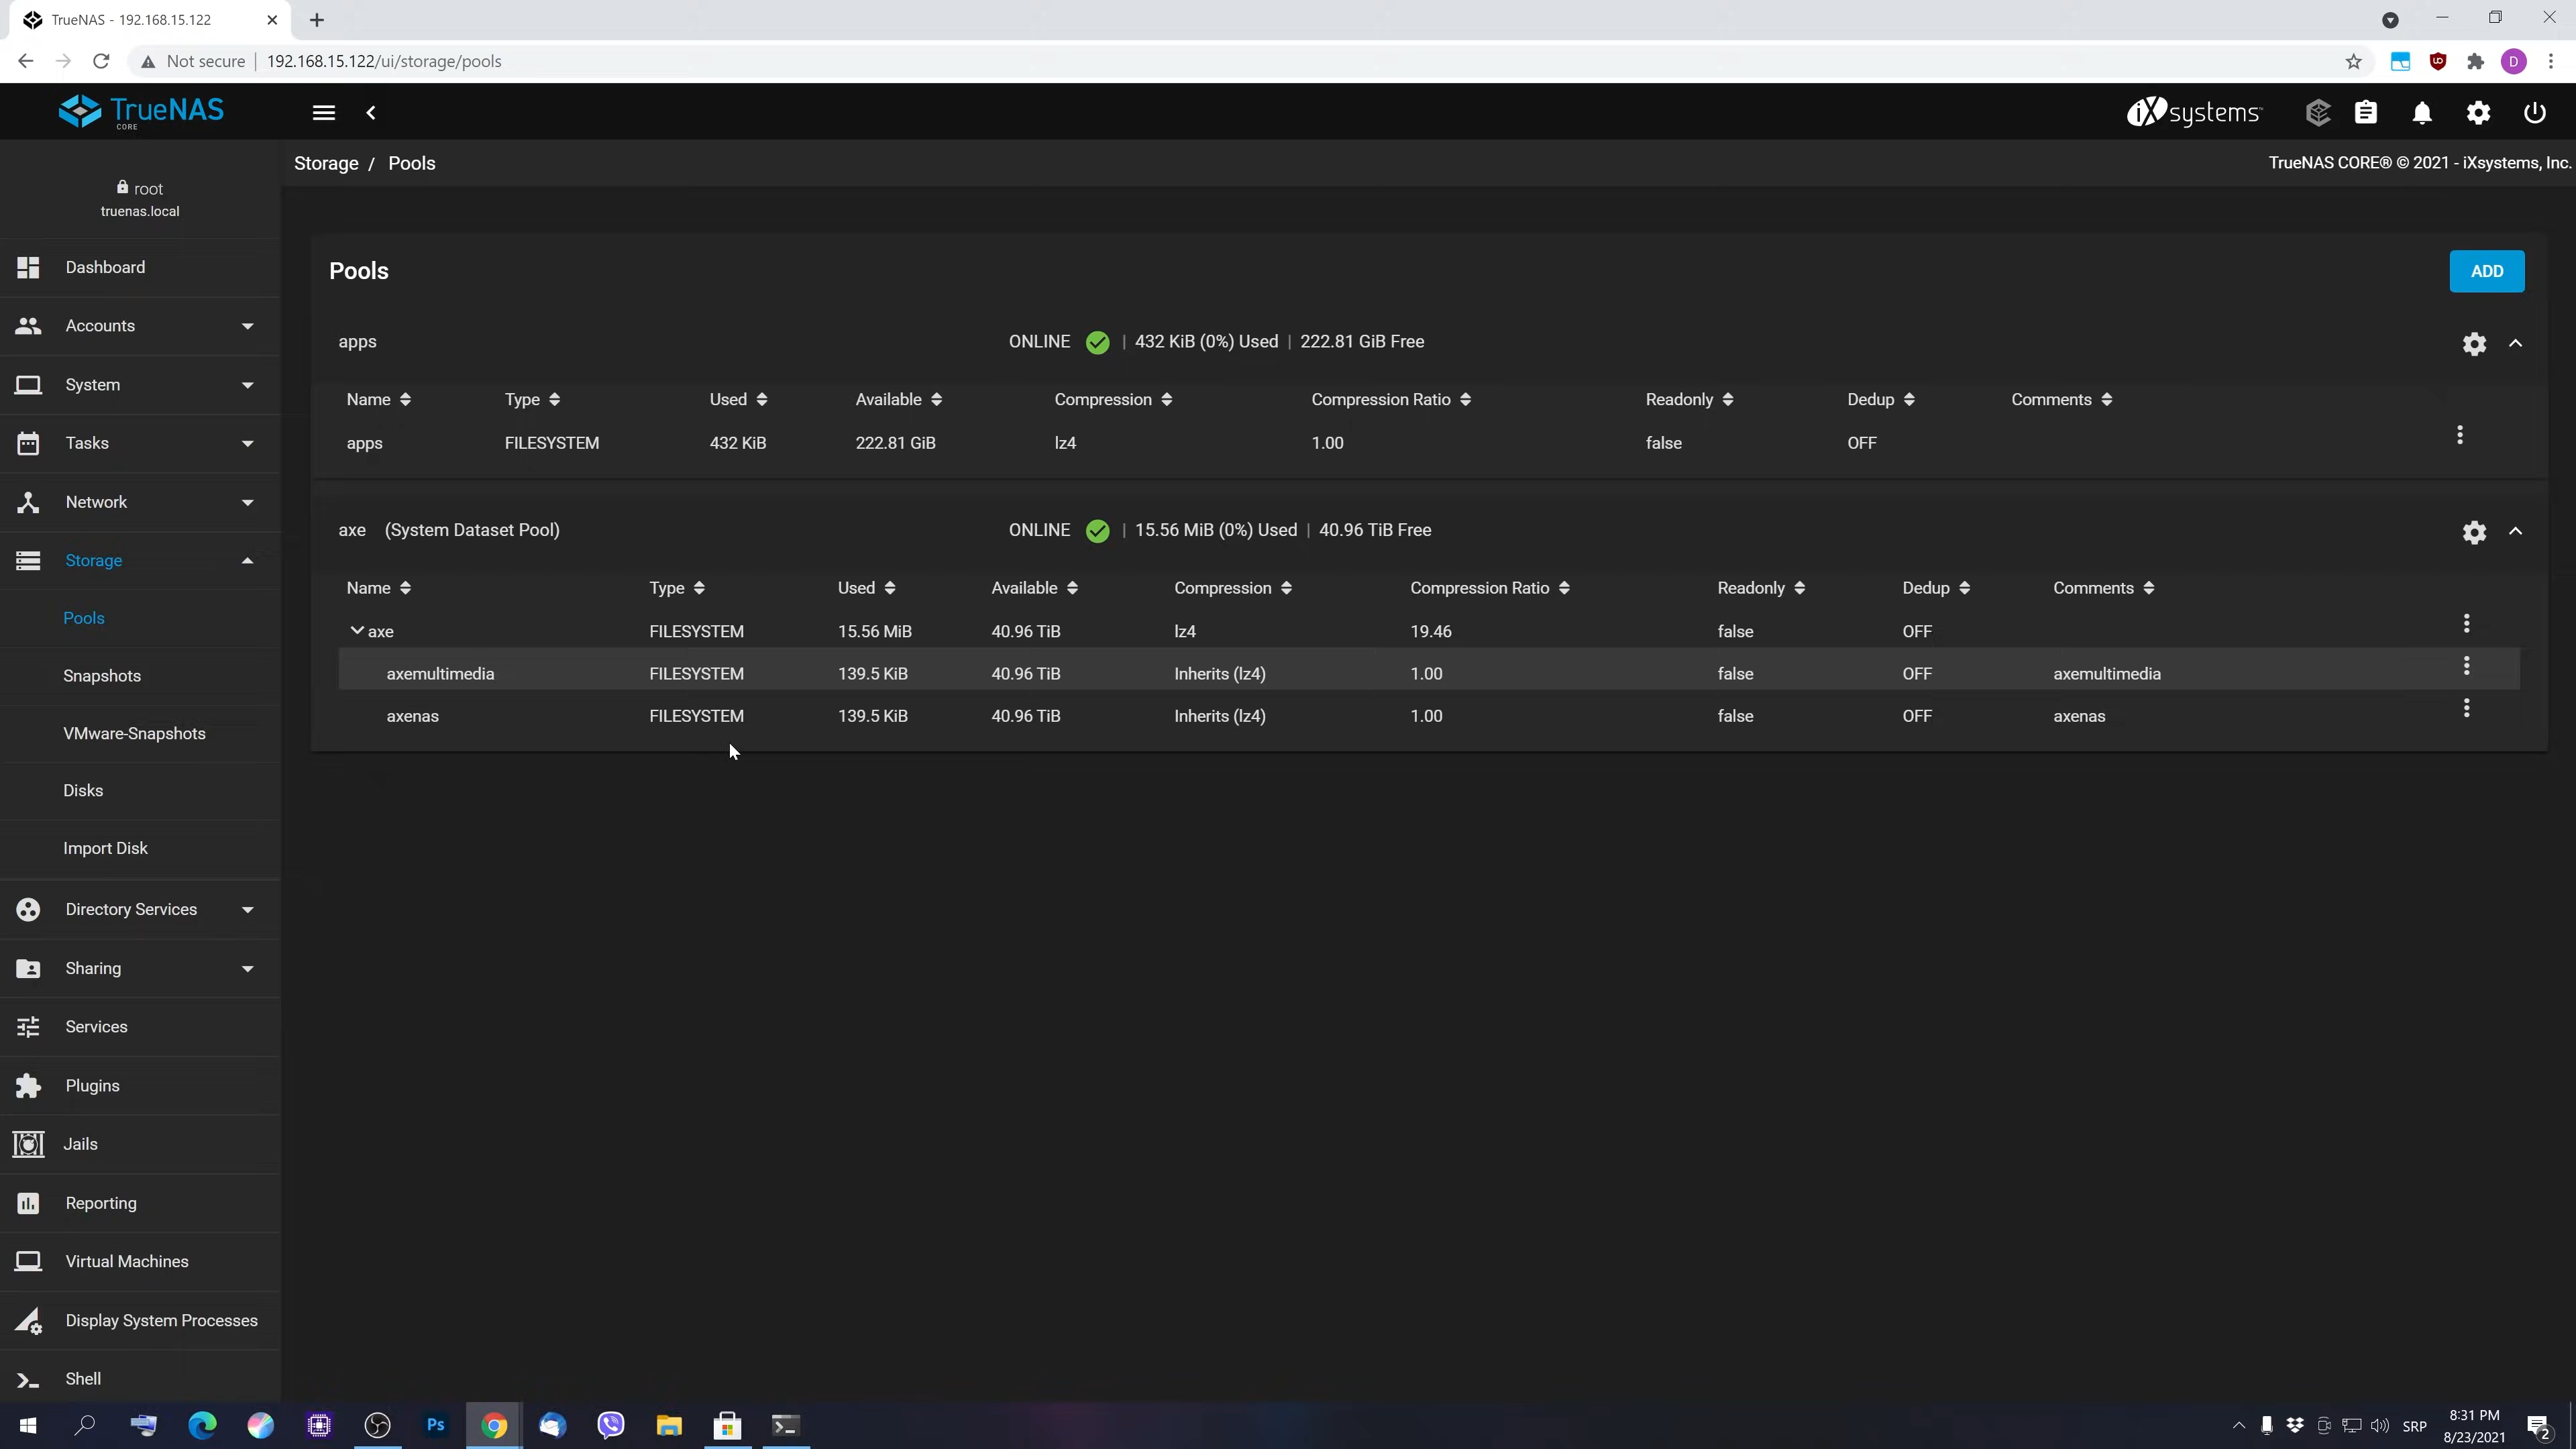 TrueNAS - 192.168.15.122
Not secure | 192.168.15.122/ui/storage/pools
D
TrueNAS
CORE
iXsystems™
Storage / Pools
TrueNAS CORE® © 2021 - iXsystems, Inc.
root
truenas.local
Dashboard
Accounts
System
Tasks
Network
Storage
Pools
Snapshots
VMware-Snapshots
Disks
Import Disk
Directory Services
Sharing
Services
Plugins
Jails
Reporting
Virtual Machines
Display System Processes
Shell
Pools
ADD
apps ONLINE | 432 KiB (0%) Used | 222.81 GiB Free
Name Type Used Available Compression Compression Ratio Readonly Dedup Comments
apps FILESYSTEM 432 KiB 222.81 GiB lz4 1.00 false OFF
axe (System Dataset Pool) ONLINE | 15.56 MiB (0%) Used | 40.96 TiB Free
Name Type Used Available Compression Compression Ratio Readonly Dedup Comments
axe FILESYSTEM 15.56 MiB 40.96 TiB lz4 19.46 false OFF
axemultimedia FILESYSTEM 139.5 KiB 40.96 TiB Inherits (lz4) 1.00 false OFF axemultimedia
axenas FILESYSTEM 139.5 KiB 40.96 TiB Inherits (lz4) 1.00 false OFF axenas
Ps
SRP
8:31 PM
8/23/2021
2